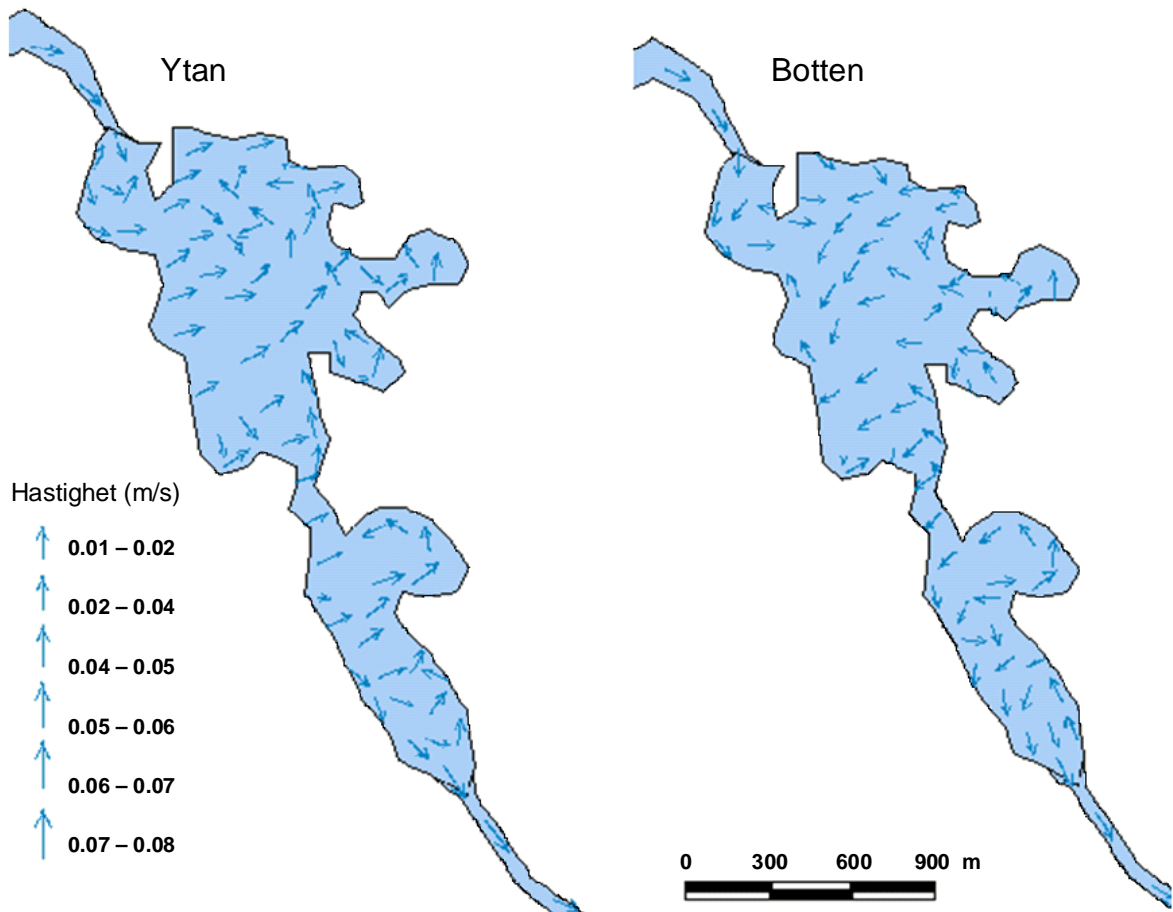 Ytan
Botten
Hastighet (m/s)
0.01 – 0.02
0.02 – 0.04
0.04 – 0.05
0.05 – 0.06
0.06 – 0.07
0.07 – 0.08
0 300 600 900 m